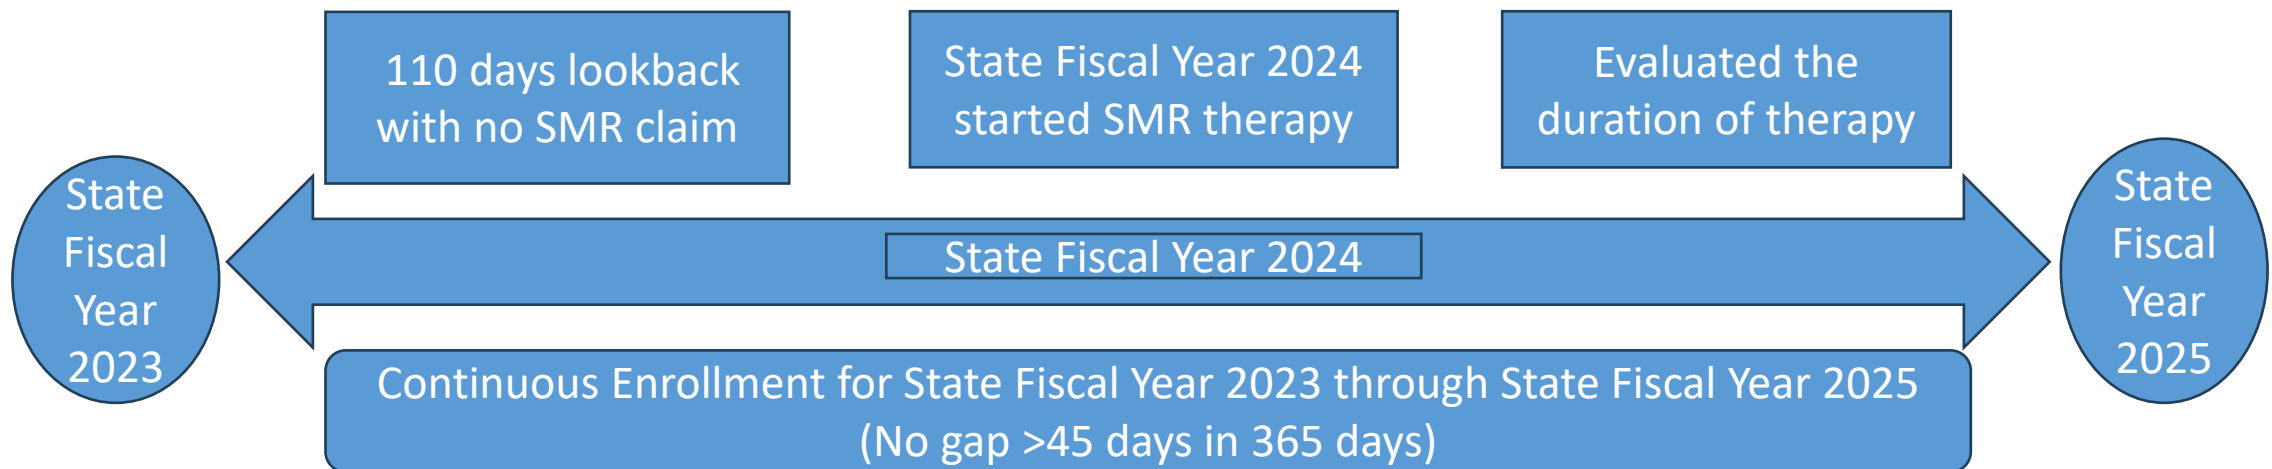 110 days lookback
with no SMR claim
State Fiscal Year 2024
started SMR therapy
Evaluated the
duration of therapy
State
Fiscal
Year
2023
State Fiscal Year 2024
State
Fiscal
Year
2025
Continuous Enrollment for State Fiscal Year 2023 through State Fiscal Year 2025
(No gap >45 days in 365 days)